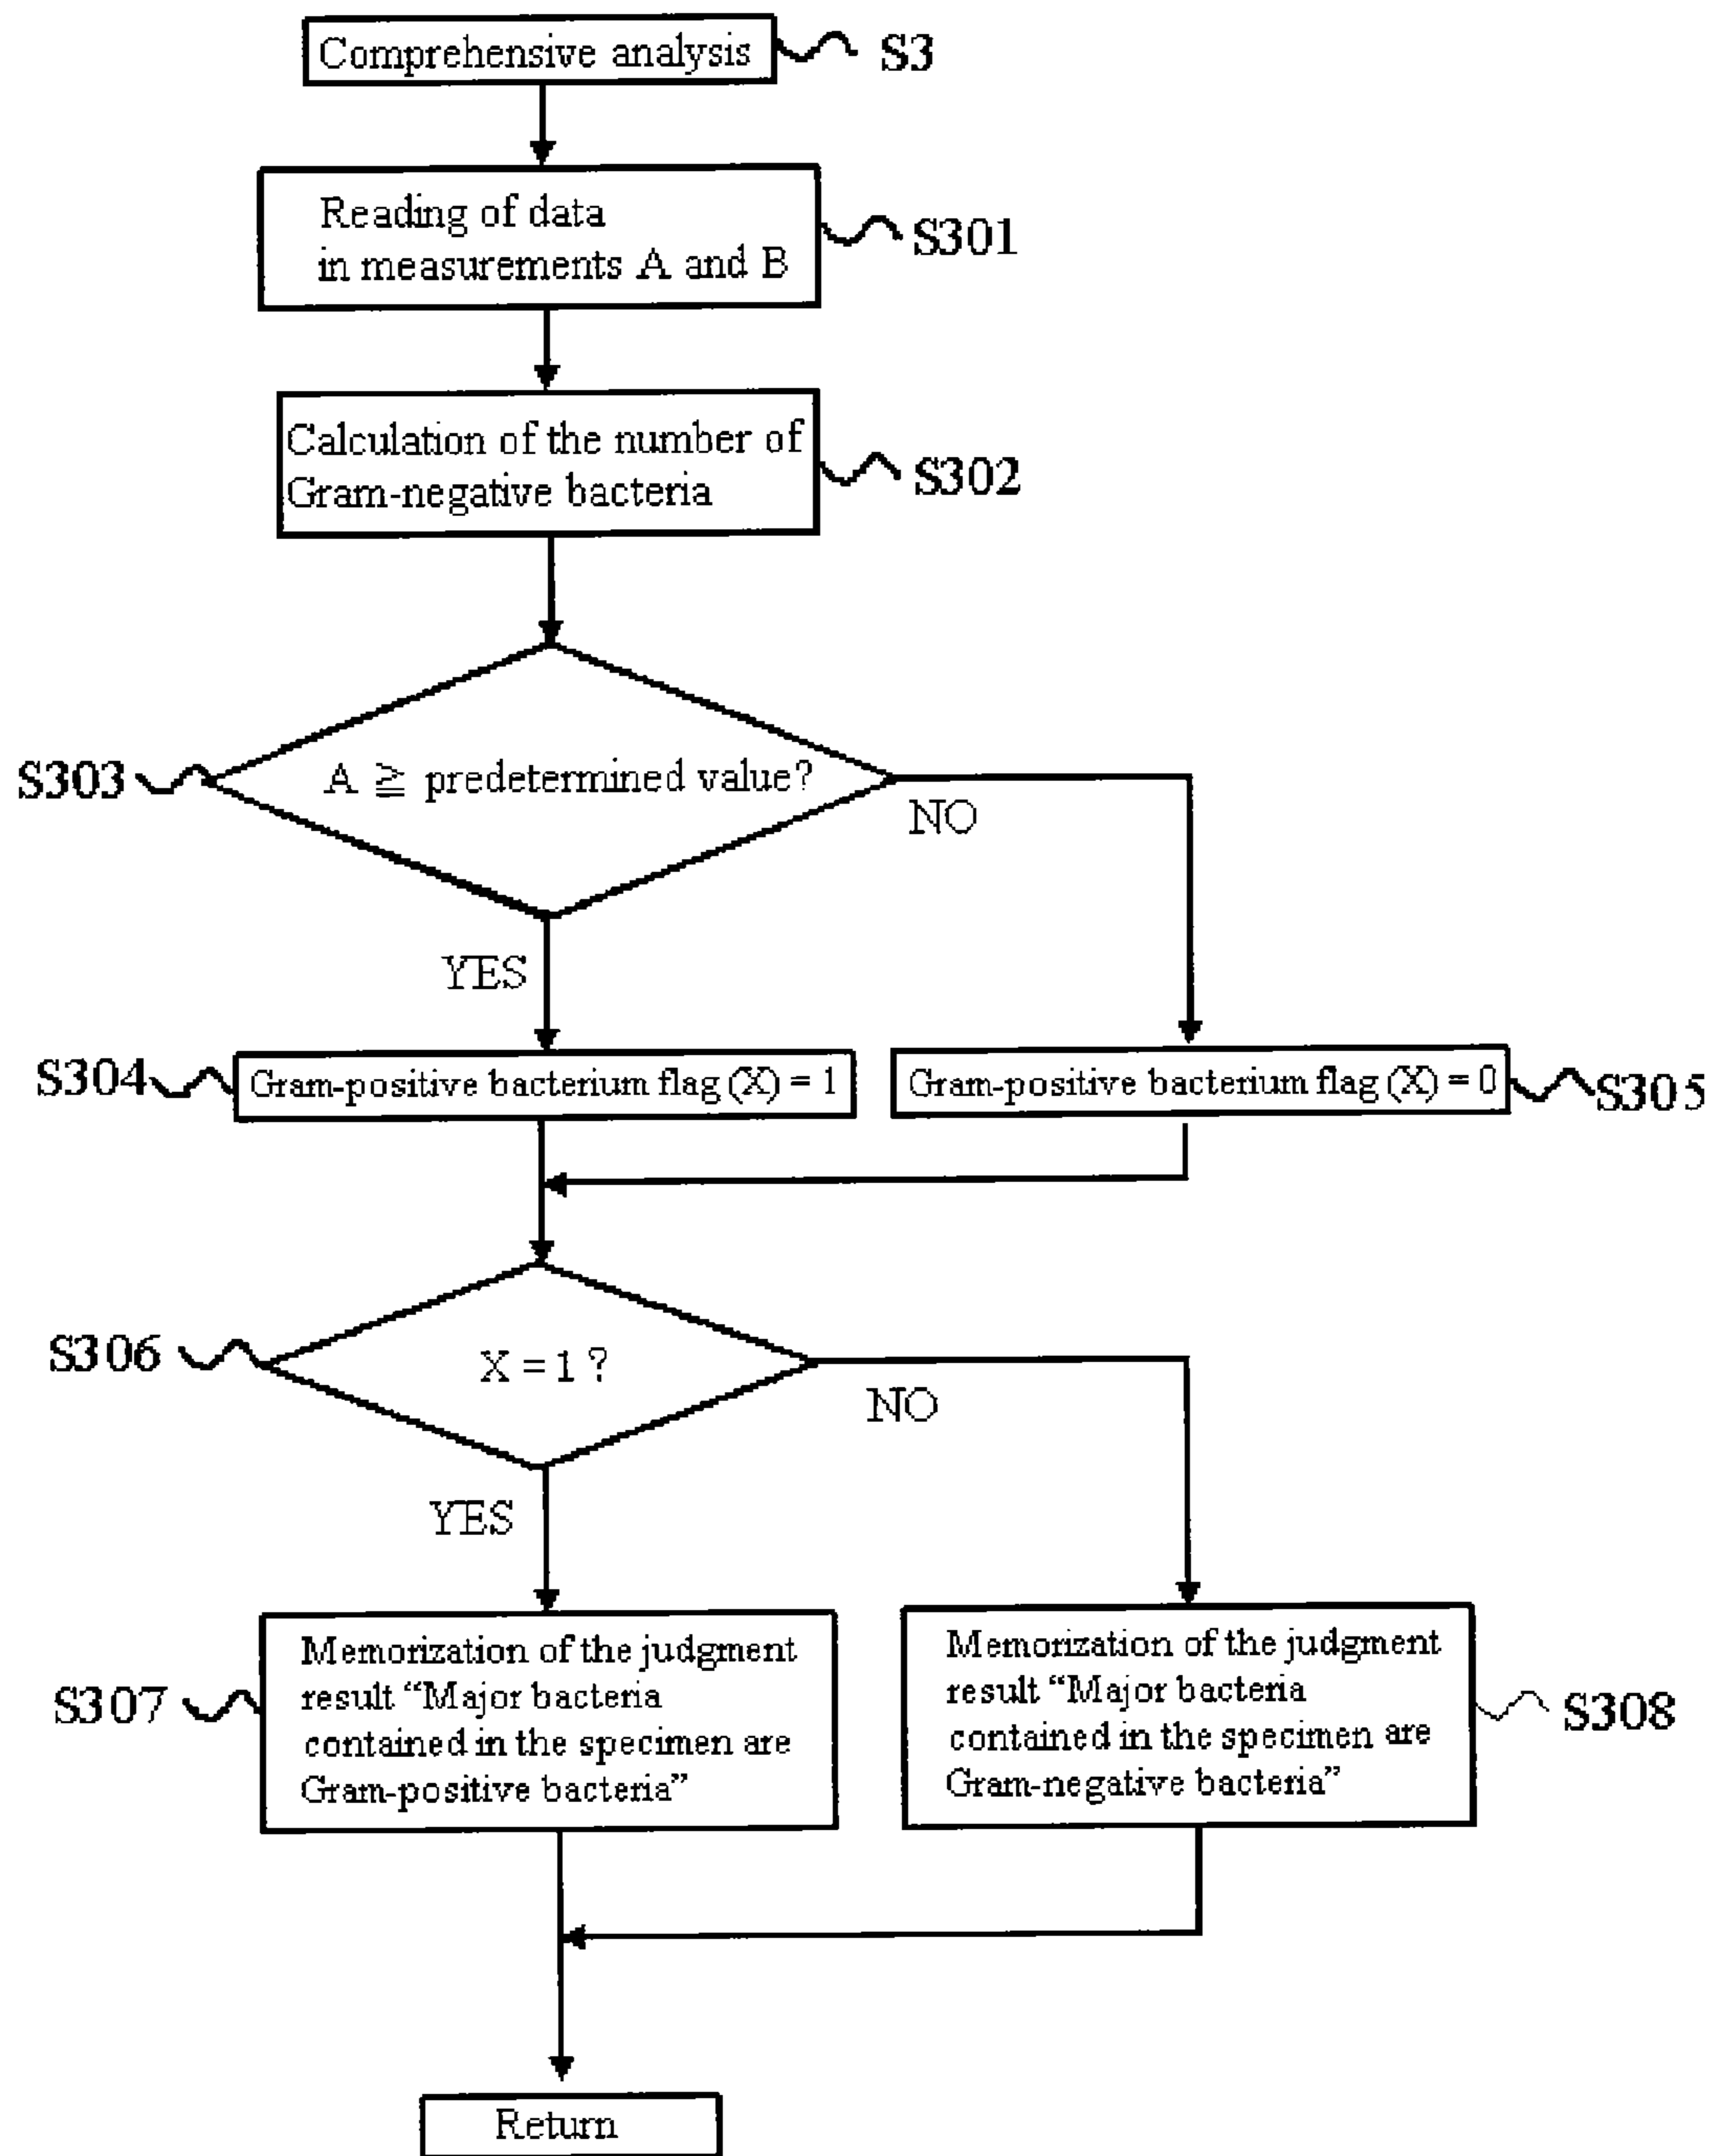 Comprehensive analysis
S3
Reading of data
in measurements A and B
S301
Calculation of the number of
Gram-negative bacteria
S302
S303
A ≧ predetermined value?
NO
YES
S304
Gram-positive bacterium flag (X) = 1
Gram-positive bacterium flag (X) = 0
S305
S306
X = 1 ?
NO
YES
S307
Memorization of the judgment
result “Major bacteria
contained in the specimen are
Gram-positive bacteria”
Memorization of the judgment
result “Major bacteria
contained in the specimen are
Gram-negative bacteria”
S308
Return